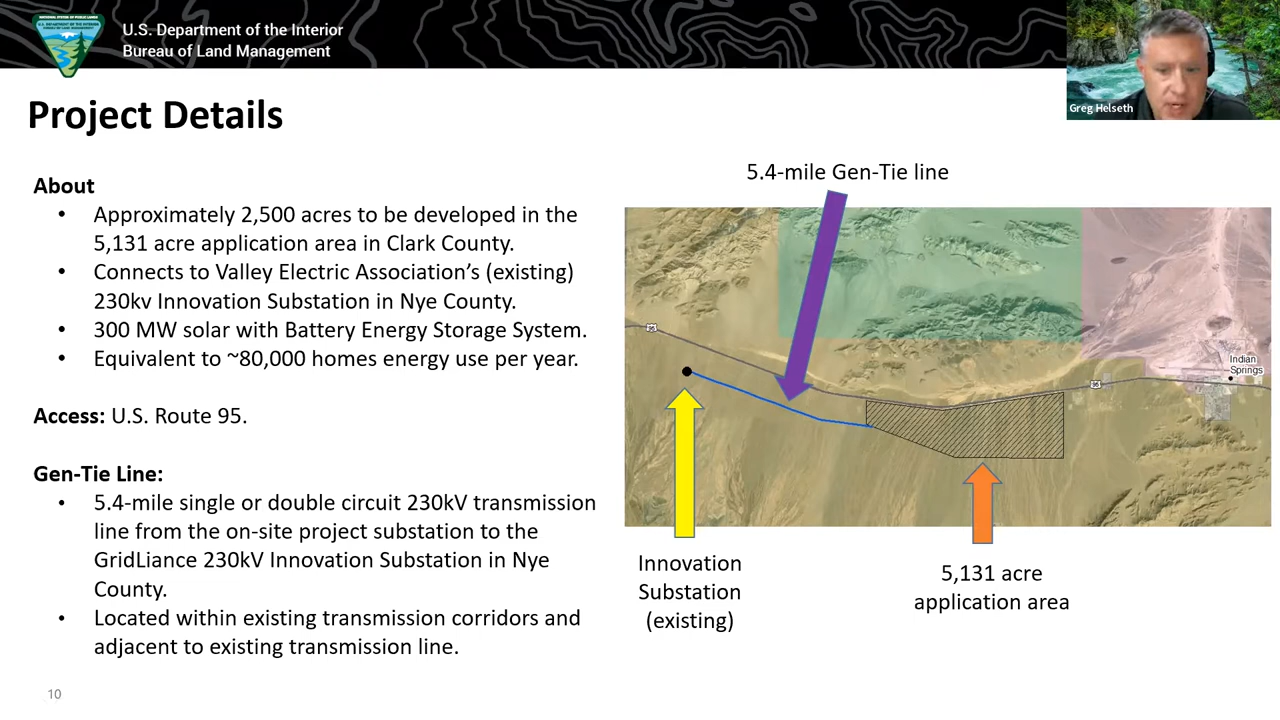 U.S. Department of the Interior
Bureau of Land Management
Greg Helseth
Project Details
About
• Approximately 2,500 acres to be developed in the
5,131 acre application area in Clark County.
• Connects to Valley Electric Association's (existing)
230kv Innovation Substation in Nye County.
• 300 MW solar with Battery Energy Storage System.
• Equivalent to ~80,000 homes energy use per year.
Access: U.S. Route 95.
Gen-Tie Line:
• 5.4-mile single or double circuit 230kV transmission
line from the on-site project substation to the
GridLiance 230kV Innovation Substation in Nye
County.
• Located within existing transmission corridors and
adjacent to existing transmission line.
5.4-mile Gen-Tie line
95
95
Indian
Springs
Innovation
Substation
(existing)
5,131 acre
application area
10